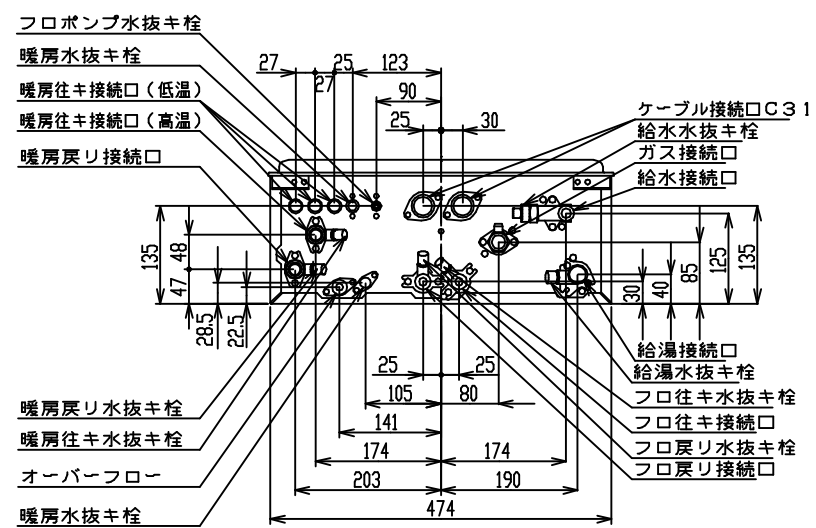 フロポンプ水抜キ栓
暖房水抜キ栓
暖房往キ接続口（低温）
暖房往キ接続口（高温）
暖房戻リ接続口
27
27
25
123
90
25
30
ケーブル接続口Ｃ３１
給水水抜キ栓
ガス接続口
給水接続口
135
48
47
28.5
22.5
30
40
85
125
135
給湯接続口
給湯水抜キ栓
フロ往キ水抜キ栓
フロ往キ接続口
フロ戻リ水抜キ栓
フロ戻リ接続口
25
25
105
80
141
174
174
203
190
474
暖房戻リ水抜キ栓
暖房往キ水抜キ栓
オーバーフロー
暖房水抜キ栓